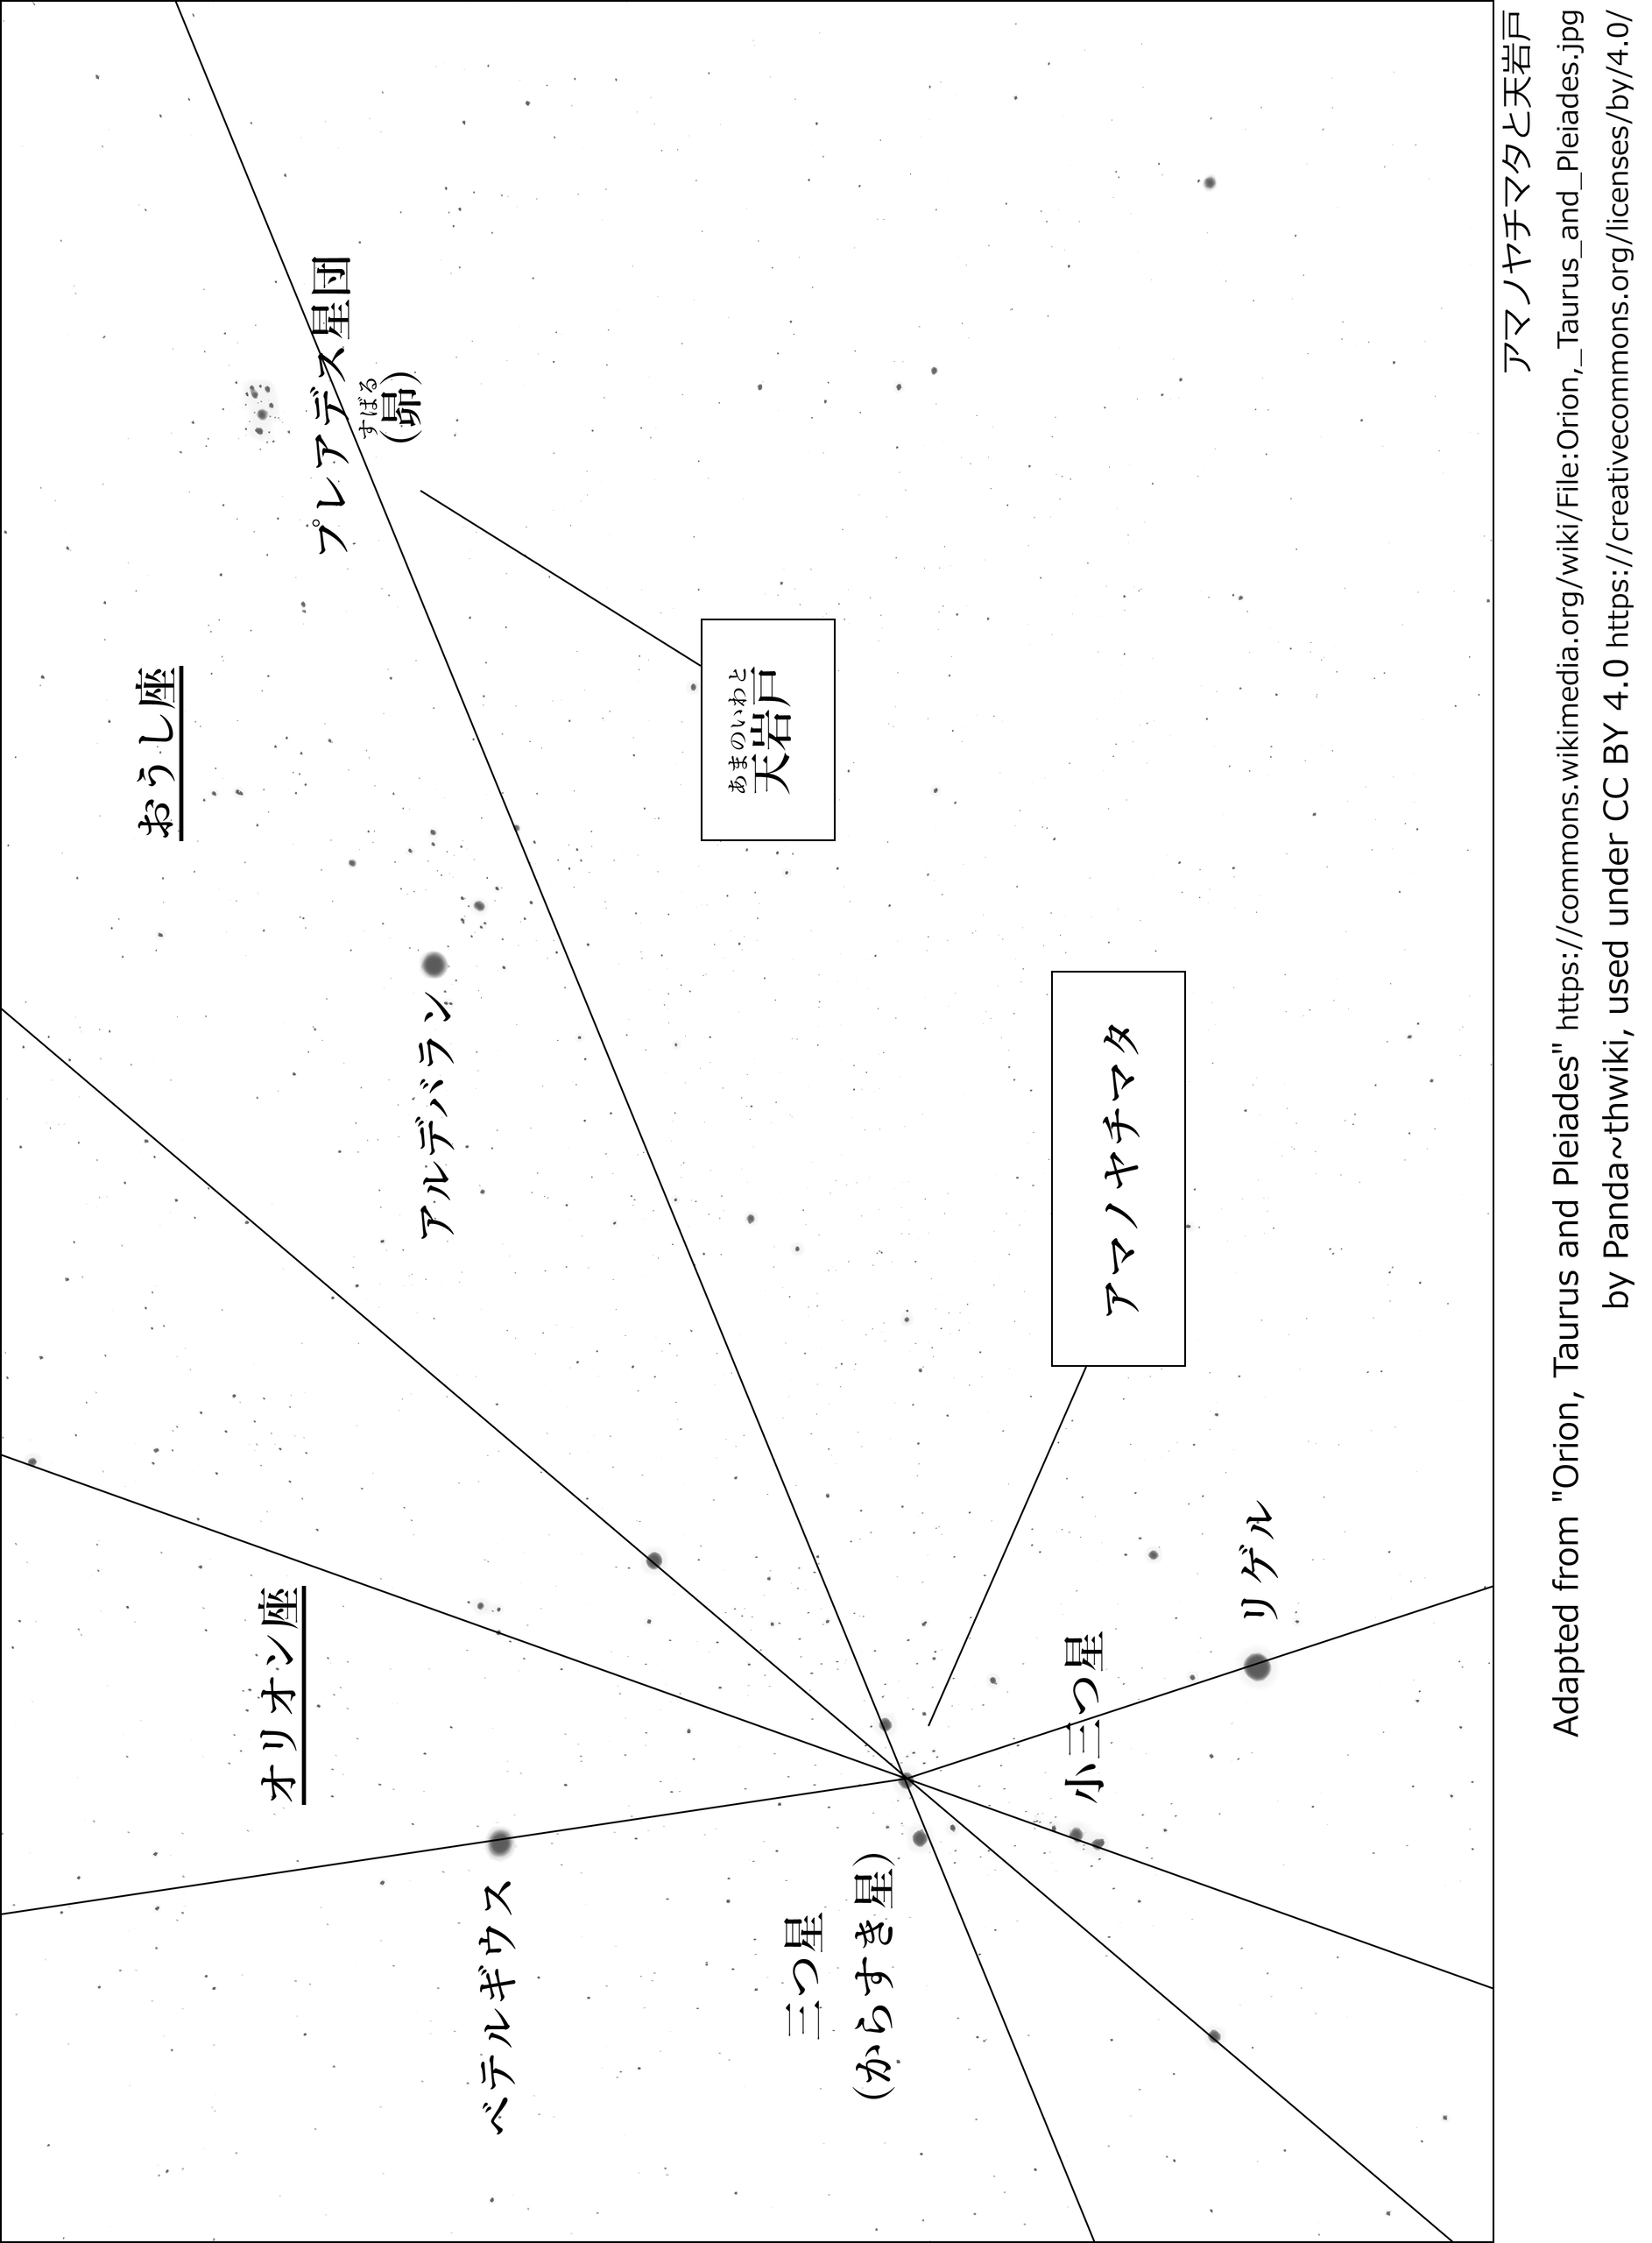 おうし座
オリオン座
プレアデス星団
すばる
(昴)
アルデバラン
ベテルギウス
あまのいわと
天岩戸
三つ星
(からすき星)
小三つ星
アマノヤチマタ
リゲル
アマノヤチマタと天岩戸
Adapted from "Orion, Taurus and Pleiades" https://commons.wikimedia.org/wiki/File:Orion,_Taurus_and_Pleiades.jpg
by Panda~thwiki, used under CC BY 4.0 https://creativecommons.org/licenses/by/4.0/